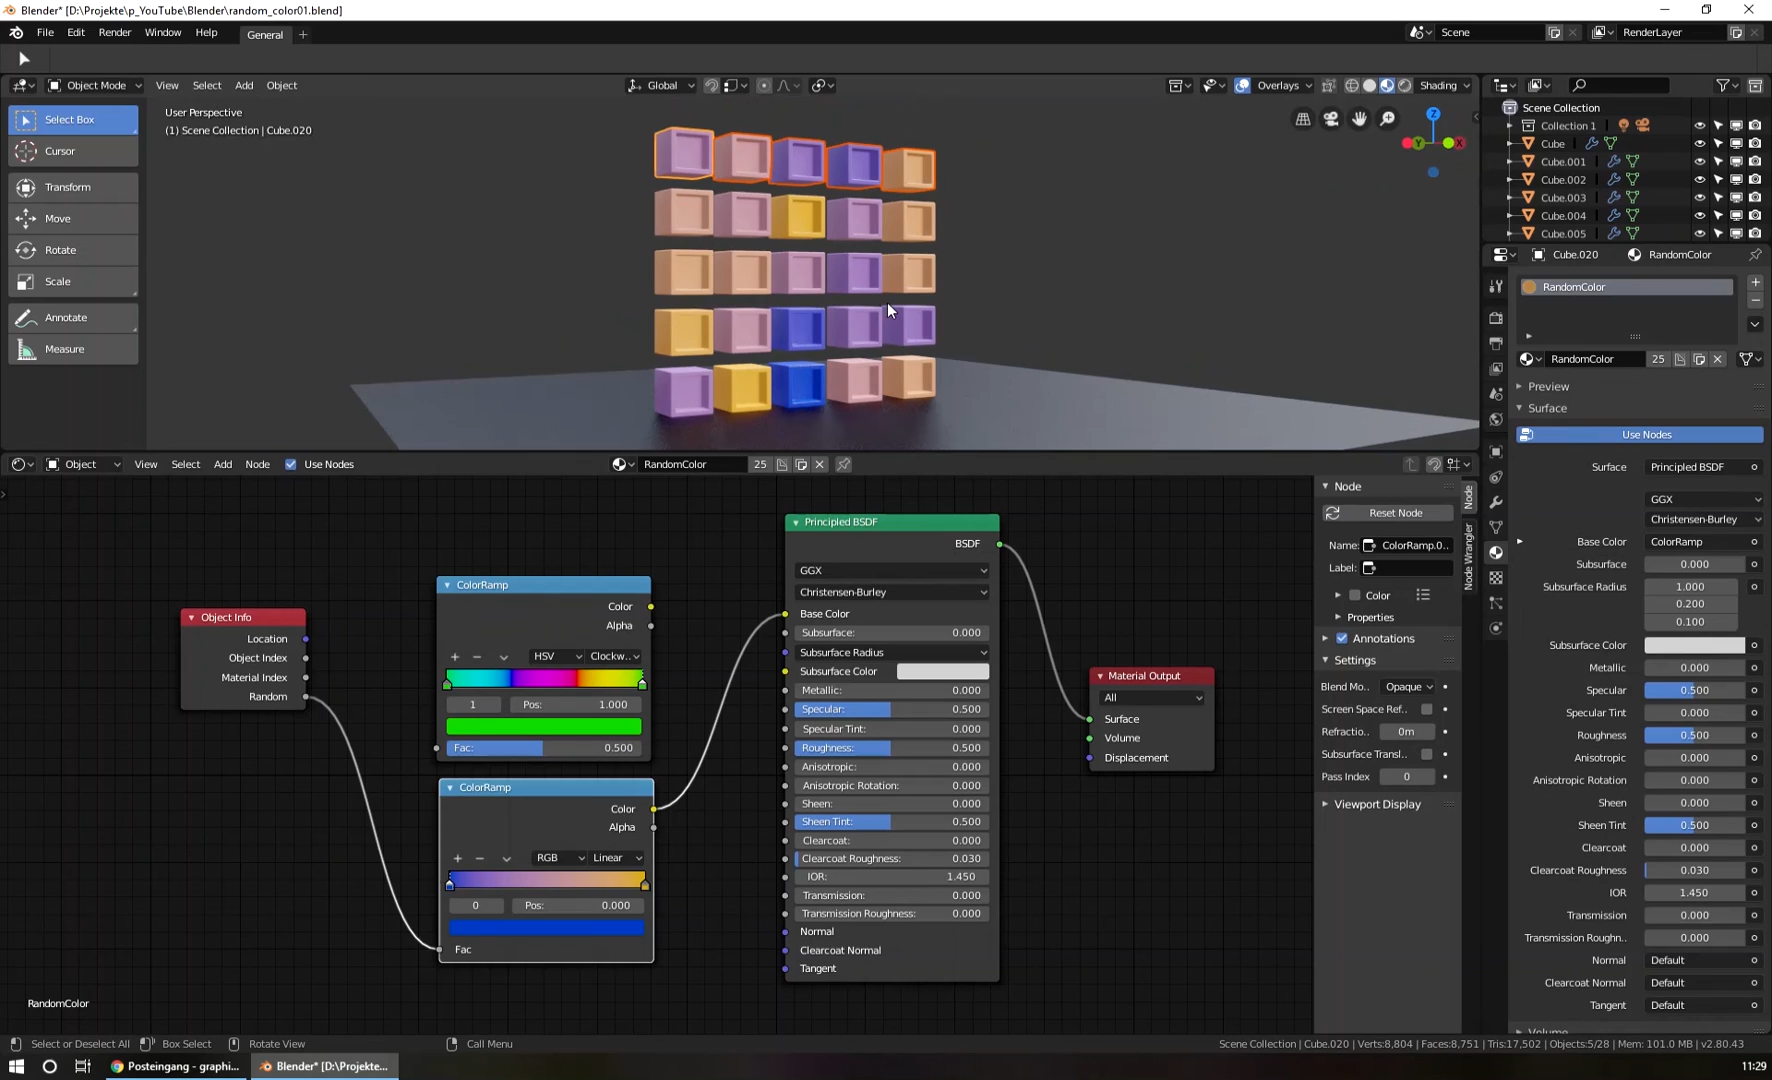 Blender* [D:\Projekte\p_YouTube\Blender\random_color01.blend]
File Edit Render Window Help General + Scene RenderLayer
Object Mode View Select Add Object Global Overlays Shading
Select Box
Cursor
Transform
Move
Rotate
Scale
Annotate
Measure
User Perspective
(1) Scene Collection | Cube.020
Z
Y
X
Scene Collection
Collection 1
Cube
Cube.001
Cube.002
Cube.003
Cube.004
Cube.005
Cube.020 RandomColor
RandomColor
RandomColor 25
Preview
Surface
Use Nodes
Surface Principled BSDF
GGX
Christensen-Burley
Base Color ColorRamp
Subsurface 0.000
Subsurface Radius 1.000
0.200
0.100
Subsurface Color
Metallic 0.000
Specular 0.500
Specular Tint 0.000
Roughness 0.500
Anisotropic 0.000
Anisotropic Rotation 0.000
Sheen 0.000
Sheen Tint 0.500
Clearcoat 0.000
Clearcoat Roughness 0.030
IOR 1.450
Transmission 0.000
Transmission Roughn.. 0.000
Normal Default
Clearcoat Normal Default
Tangent Default
Volume
Object View Select Add Node Use Nodes RandomColor 25
Object Info
Location
Object Index
Material Index
Random
ColorRamp
Color
Alpha
+ − HSV Clockw..
1 Pos: 1.000
Fac: 0.500
ColorRamp
Color
Alpha
+ − RGB Linear
0 Pos: 0.000
Fac
Principled BSDF
BSDF
GGX
Christensen-Burley
Base Color
Subsurface: 0.000
Subsurface Radius
Subsurface Color
Metallic: 0.000
Specular: 0.500
Specular Tint: 0.000
Roughness: 0.500
Anisotropic: 0.000
Anisotropic Rotation: 0.000
Sheen: 0.000
Sheen Tint: 0.500
Clearcoat: 0.000
Clearcoat Roughness: 0.030
IOR: 1.450
Transmission: 0.000
Transmission Roughness: 0.000
Normal
Clearcoat Normal
Tangent
Material Output
All
Surface
Volume
Displacement
Node
Reset Node
Name: ColorRamp.0..
Label:
Color
Properties
Annotations
Settings
Blend Mo.. Opaque
Screen Space Ref..
Refractio.. 0m
Subsurface Transl..
Pass Index 0
Viewport Display
Node
Node Wrangler
RandomColor
Select or Deselect All Box Select Rotate View Call Menu Scene Collection | Cube.020 | Verts:8,804 | Faces:8,751 | Tris:17,502 | Objects:5/28 | Mem: 101.0 MB | v2.80.43
Posteingang - graphi... Blender* [D:\Projekte... 11:29